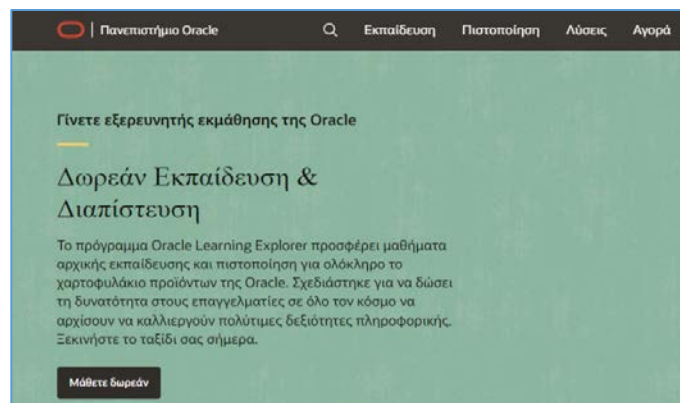 Πανεπιστήμιο Oracle Εκπαίδευση Πιστοποίηση Λύσεις Αγορά
Γίνετε εξερευνητής εκμάθησης της Oracle
Δωρεάν Εκπαίδευση &
Διαπίστευση
Το πρόγραμμα Oracle Learning Explorer προσφέρει μαθήματα
αρχικής εκπαίδευσης και πιστοποίηση για ολόκληρο το
χαρτοφυλάκιο προϊόντων της Oracle. Σχεδιάστηκε για να δώσει
τη δυνατότητα στους επαγγελματίες σε όλο τον κόσμο να
αρχίσουν να καλλιεργούν πολύτιμες δεξιότητες πληροφορικής.
Ξεκινήστε το ταξίδι σας σήμερα.
Μάθετε δωρεάν